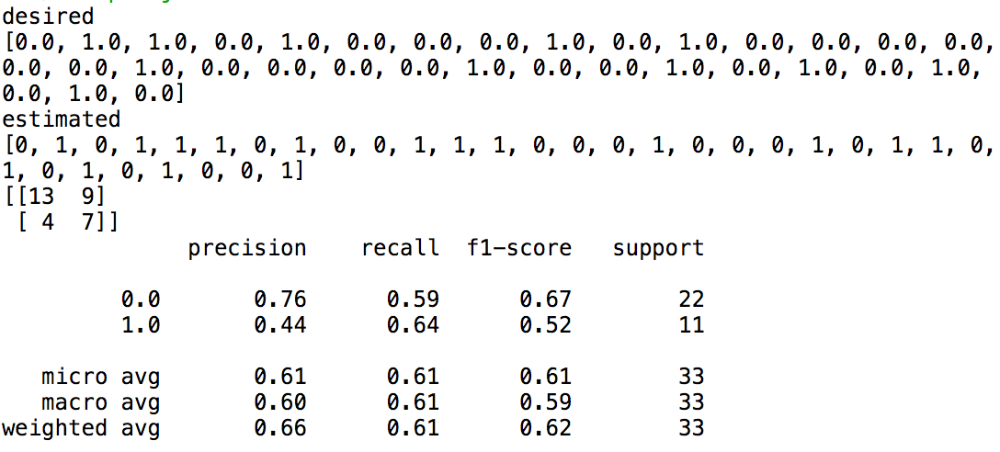 desired
[0.0, 1.0, 1.0, 0.0, 1.0, 0.0, 0.0, 0.0, 1.0, 0.0, 1.0, 0.0, 0.0, 0.0, 0.0,
0.0, 0.0, 1.0, 0.0, 0.0, 0.0, 0.0, 1.0, 0.0, 0.0, 1.0, 0.0, 1.0, 0.0, 1.0,
0.0, 1.0, 0.0]
estimated
[0, 1, 0, 1, 1, 1, 0, 1, 0, 0, 1, 1, 1, 0, 0, 0, 1, 0, 0, 0, 1, 0, 1, 1, 0,
1, 0, 1, 0, 1, 0, 0, 1]
[[13  9]
 [ 4  7]]
              precision    recall  f1-score   support

         0.0       0.76      0.59      0.67        22
         1.0       0.44      0.64      0.52        11

   micro avg       0.61      0.61      0.61        33
   macro avg       0.60      0.61      0.59        33
weighted avg       0.66      0.61      0.62        33